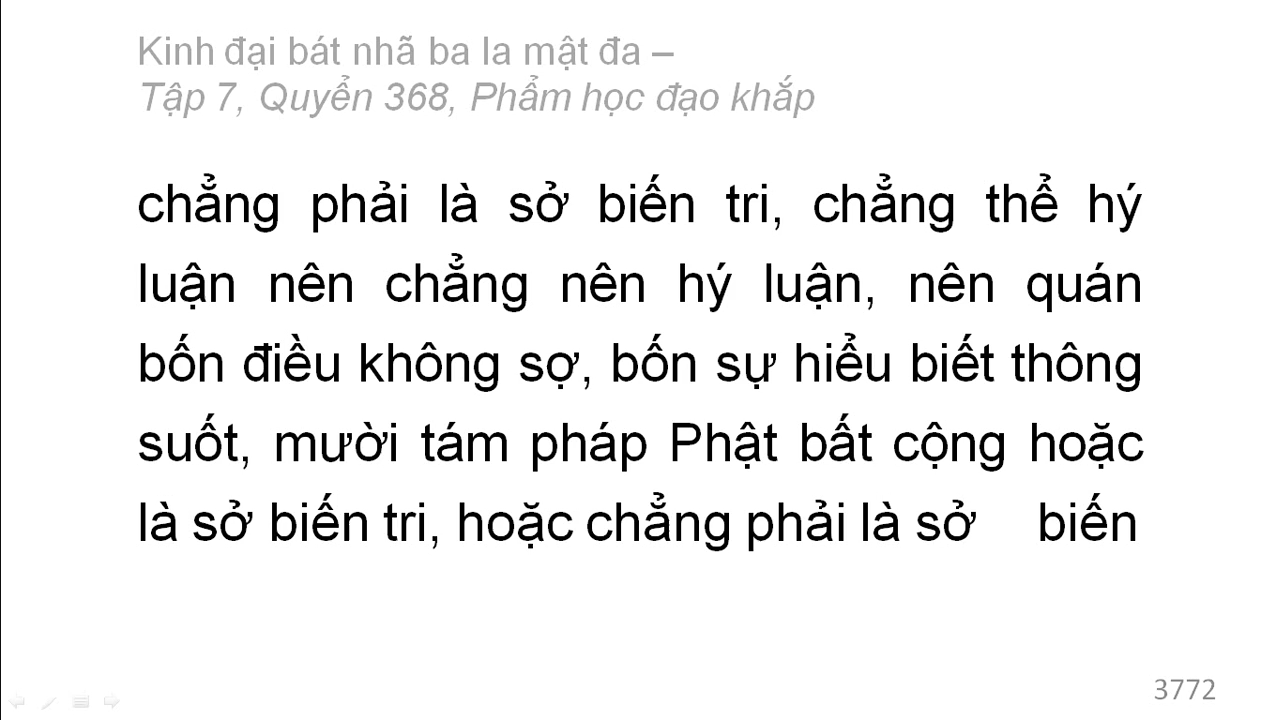 Kinh đại bát nhã ba la mật đa –
Tập 7, Quyển 368, Phẩm học đạo khắp
chẳng phải là sở biến tri, chẳng thể hý
luận nên chẳng nên hý luận, nên quán
bốn điều không sợ, bốn sự hiểu biết thông
suốt, mười tám pháp Phật bất cộng hoặc
là sở biến tri, hoặc chẳng phải là sở biến
3772